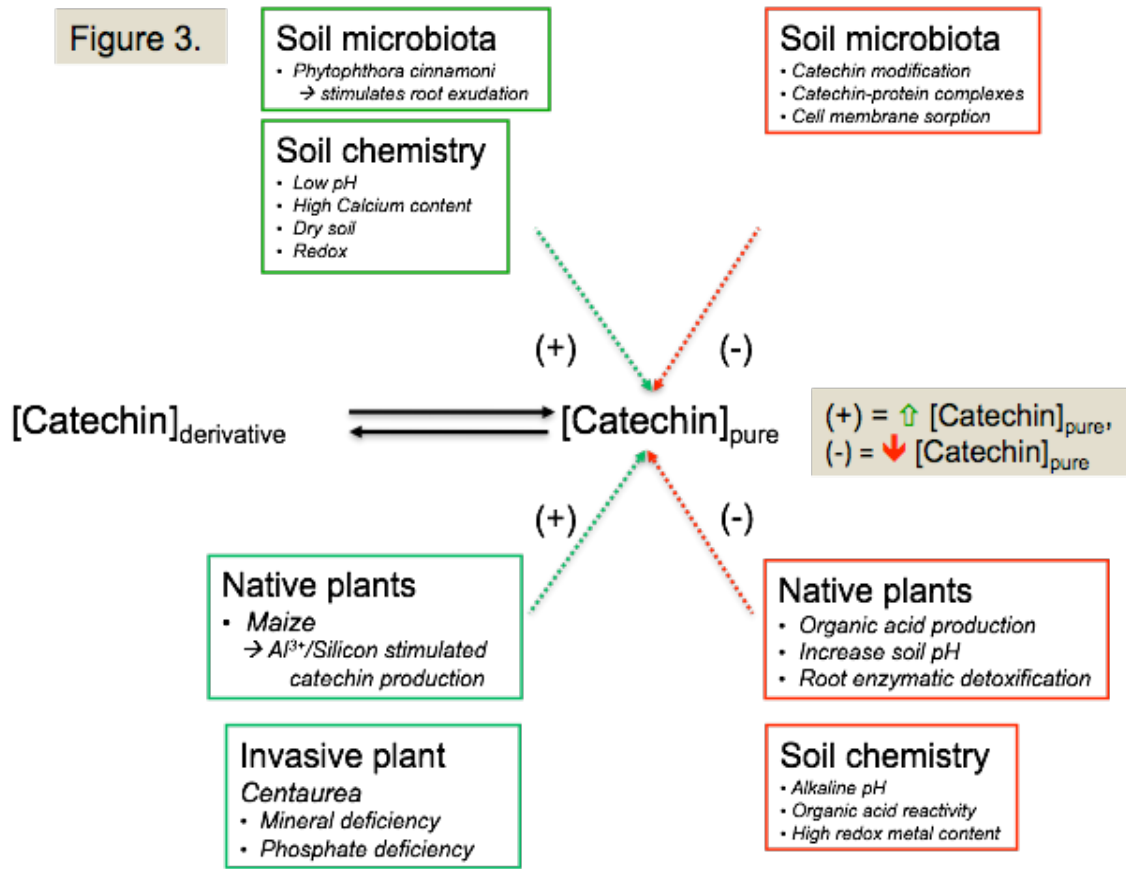 Figure 3.
Soil microbiota
• Phytophthora cinnamoni
→ stimulates root exudation
Soil chemistry
• Low pH
• High Calcium content
• Dry soil
• Redox
Soil microbiota
• Catechin modification
• Catechin-protein complexes
• Cell membrane sorption
(+)
(-)
[Catechin]derivative
[Catechin]pure
(+) = ⇧ [Catechin]pure,
(-) = 🡳 [Catechin]pure
(+)
(-)
Native plants
• Maize
→ Al³⁺/Silicon stimulated
catechin production
Invasive plant
Centaurea
• Mineral deficiency
• Phosphate deficiency
Native plants
• Organic acid production
• Increase soil pH
• Root enzymatic detoxification
Soil chemistry
• Alkaline pH
• Organic acid reactivity
• High redox metal content